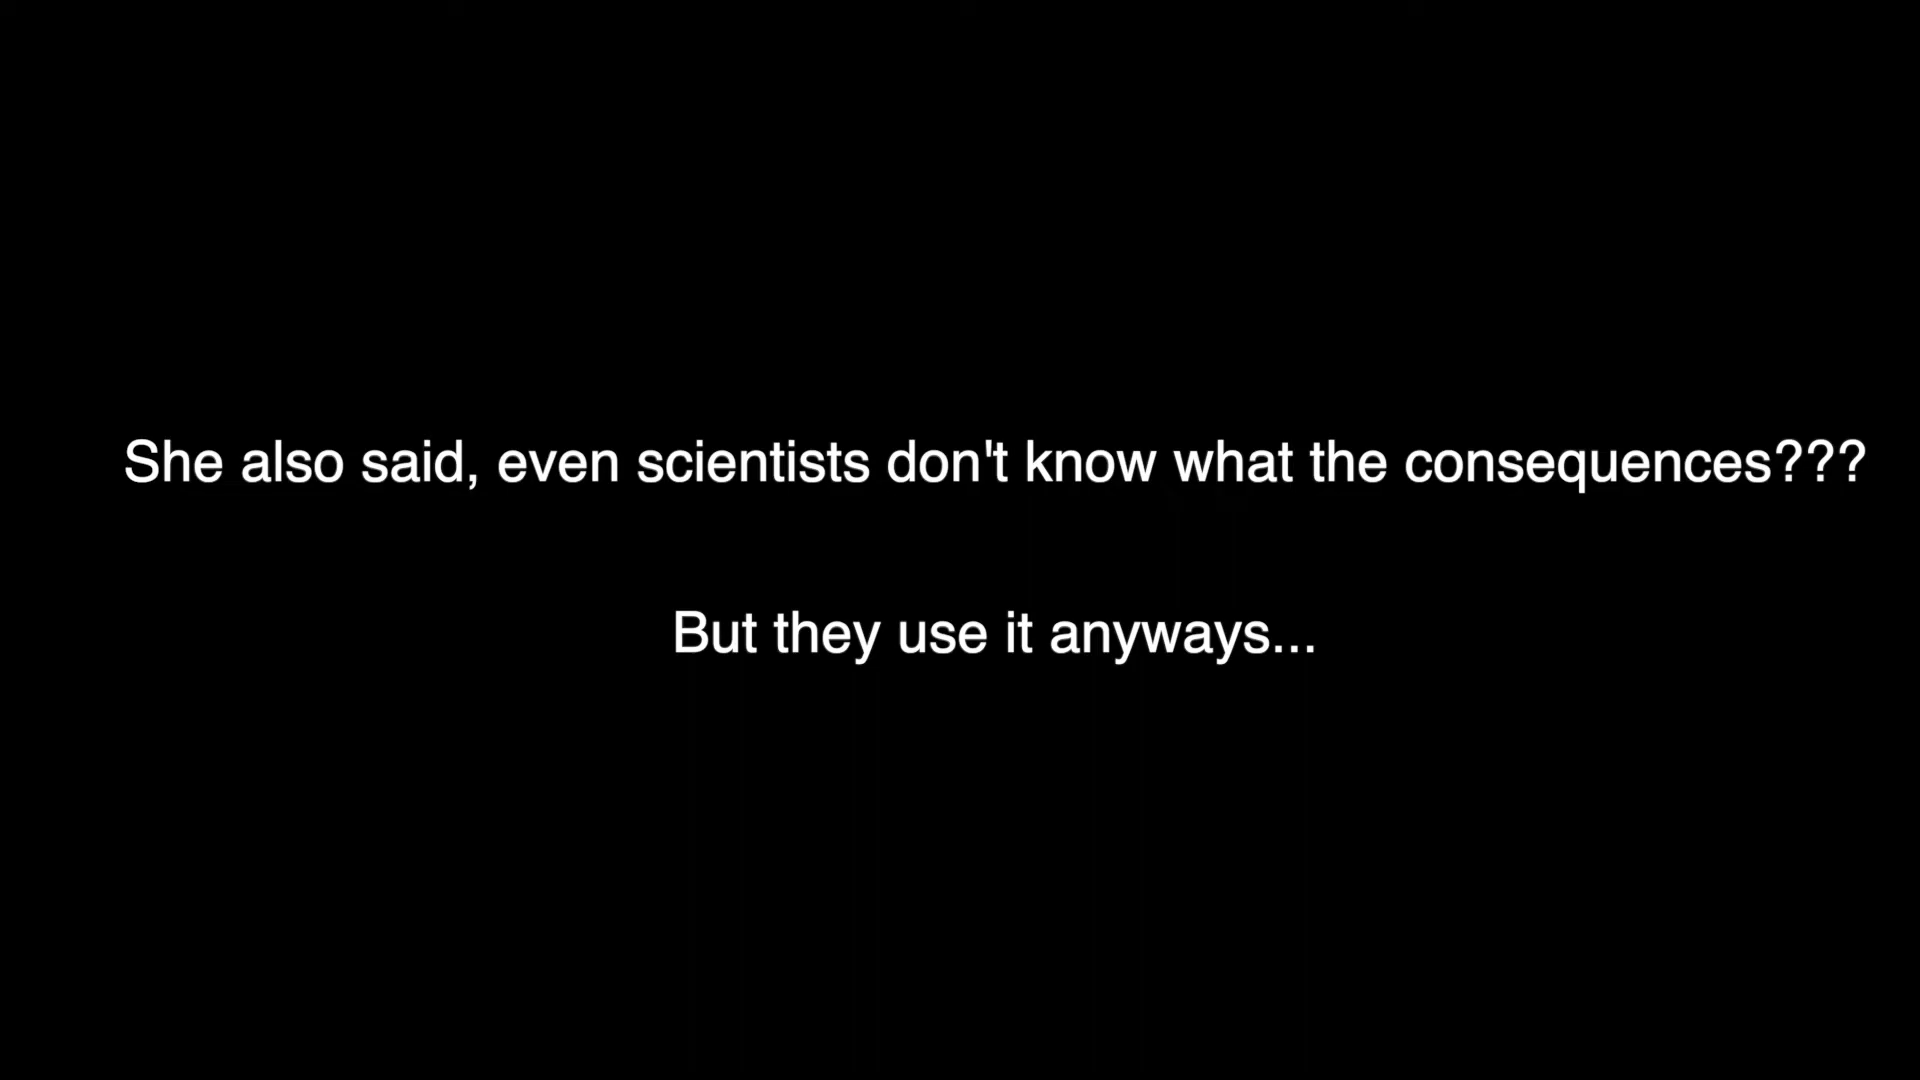 She also said, even scientists don't know what the consequences???
But they use it anyways...